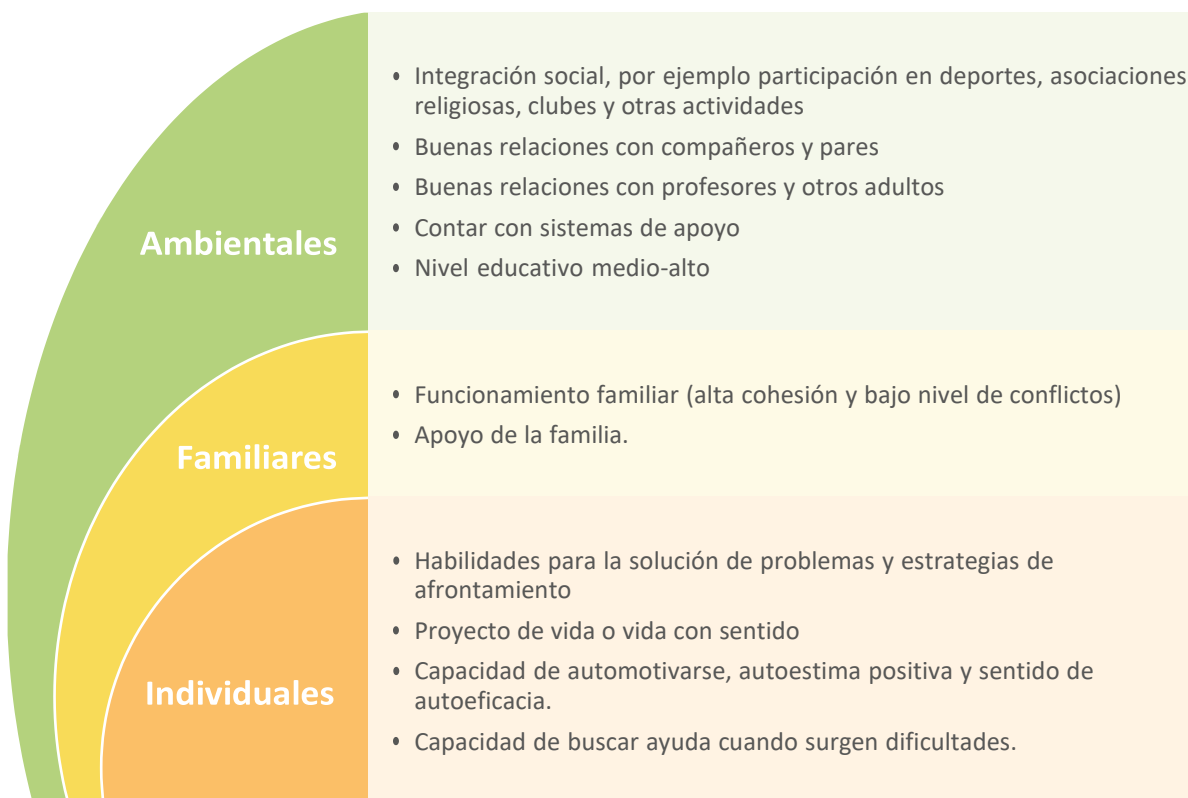 Ambientales
• Integración social, por ejemplo participación en deportes, asociaciones
religiosas, clubes y otras actividades
• Buenas relaciones con compañeros y pares
• Buenas relaciones con profesores y otros adultos
• Contar con sistemas de apoyo
• Nivel educativo medio-alto
Familiares
• Funcionamiento familiar (alta cohesión y bajo nivel de conflictos)
• Apoyo de la familia.
Individuales
• Habilidades para la solución de problemas y estrategias de
afrontamiento
• Proyecto de vida o vida con sentido
• Capacidad de automotivarse, autoestima positiva y sentido de
autoeficacia.
• Capacidad de buscar ayuda cuando surgen dificultades.